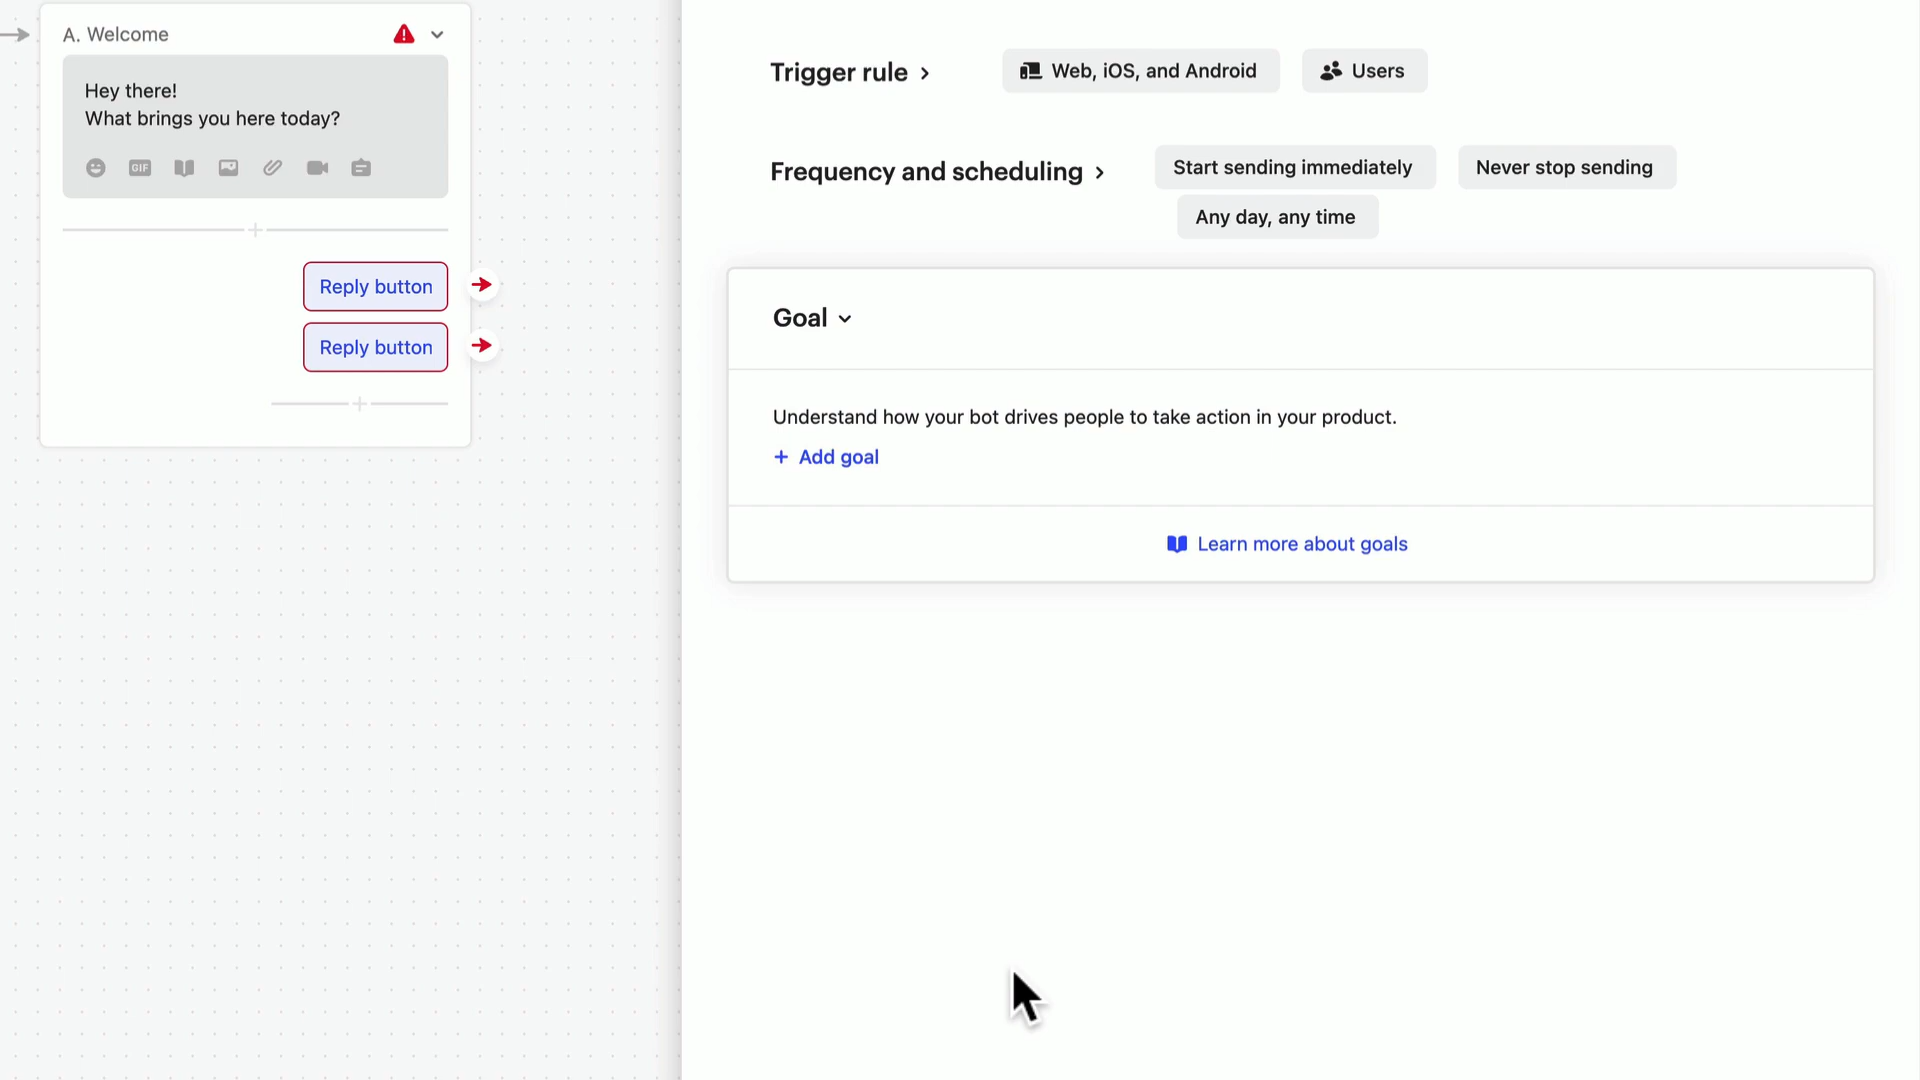 A. Welcome
Hey there!
What brings you here today?
GIF
Reply button
Reply button
Trigger rule
Web, iOS, and Android
Users
Frequency and scheduling
Start sending immediately
Never stop sending
Any day, any time
Goal
Understand how your bot drives people to take action in your product.
+ Add goal
Learn more about goals